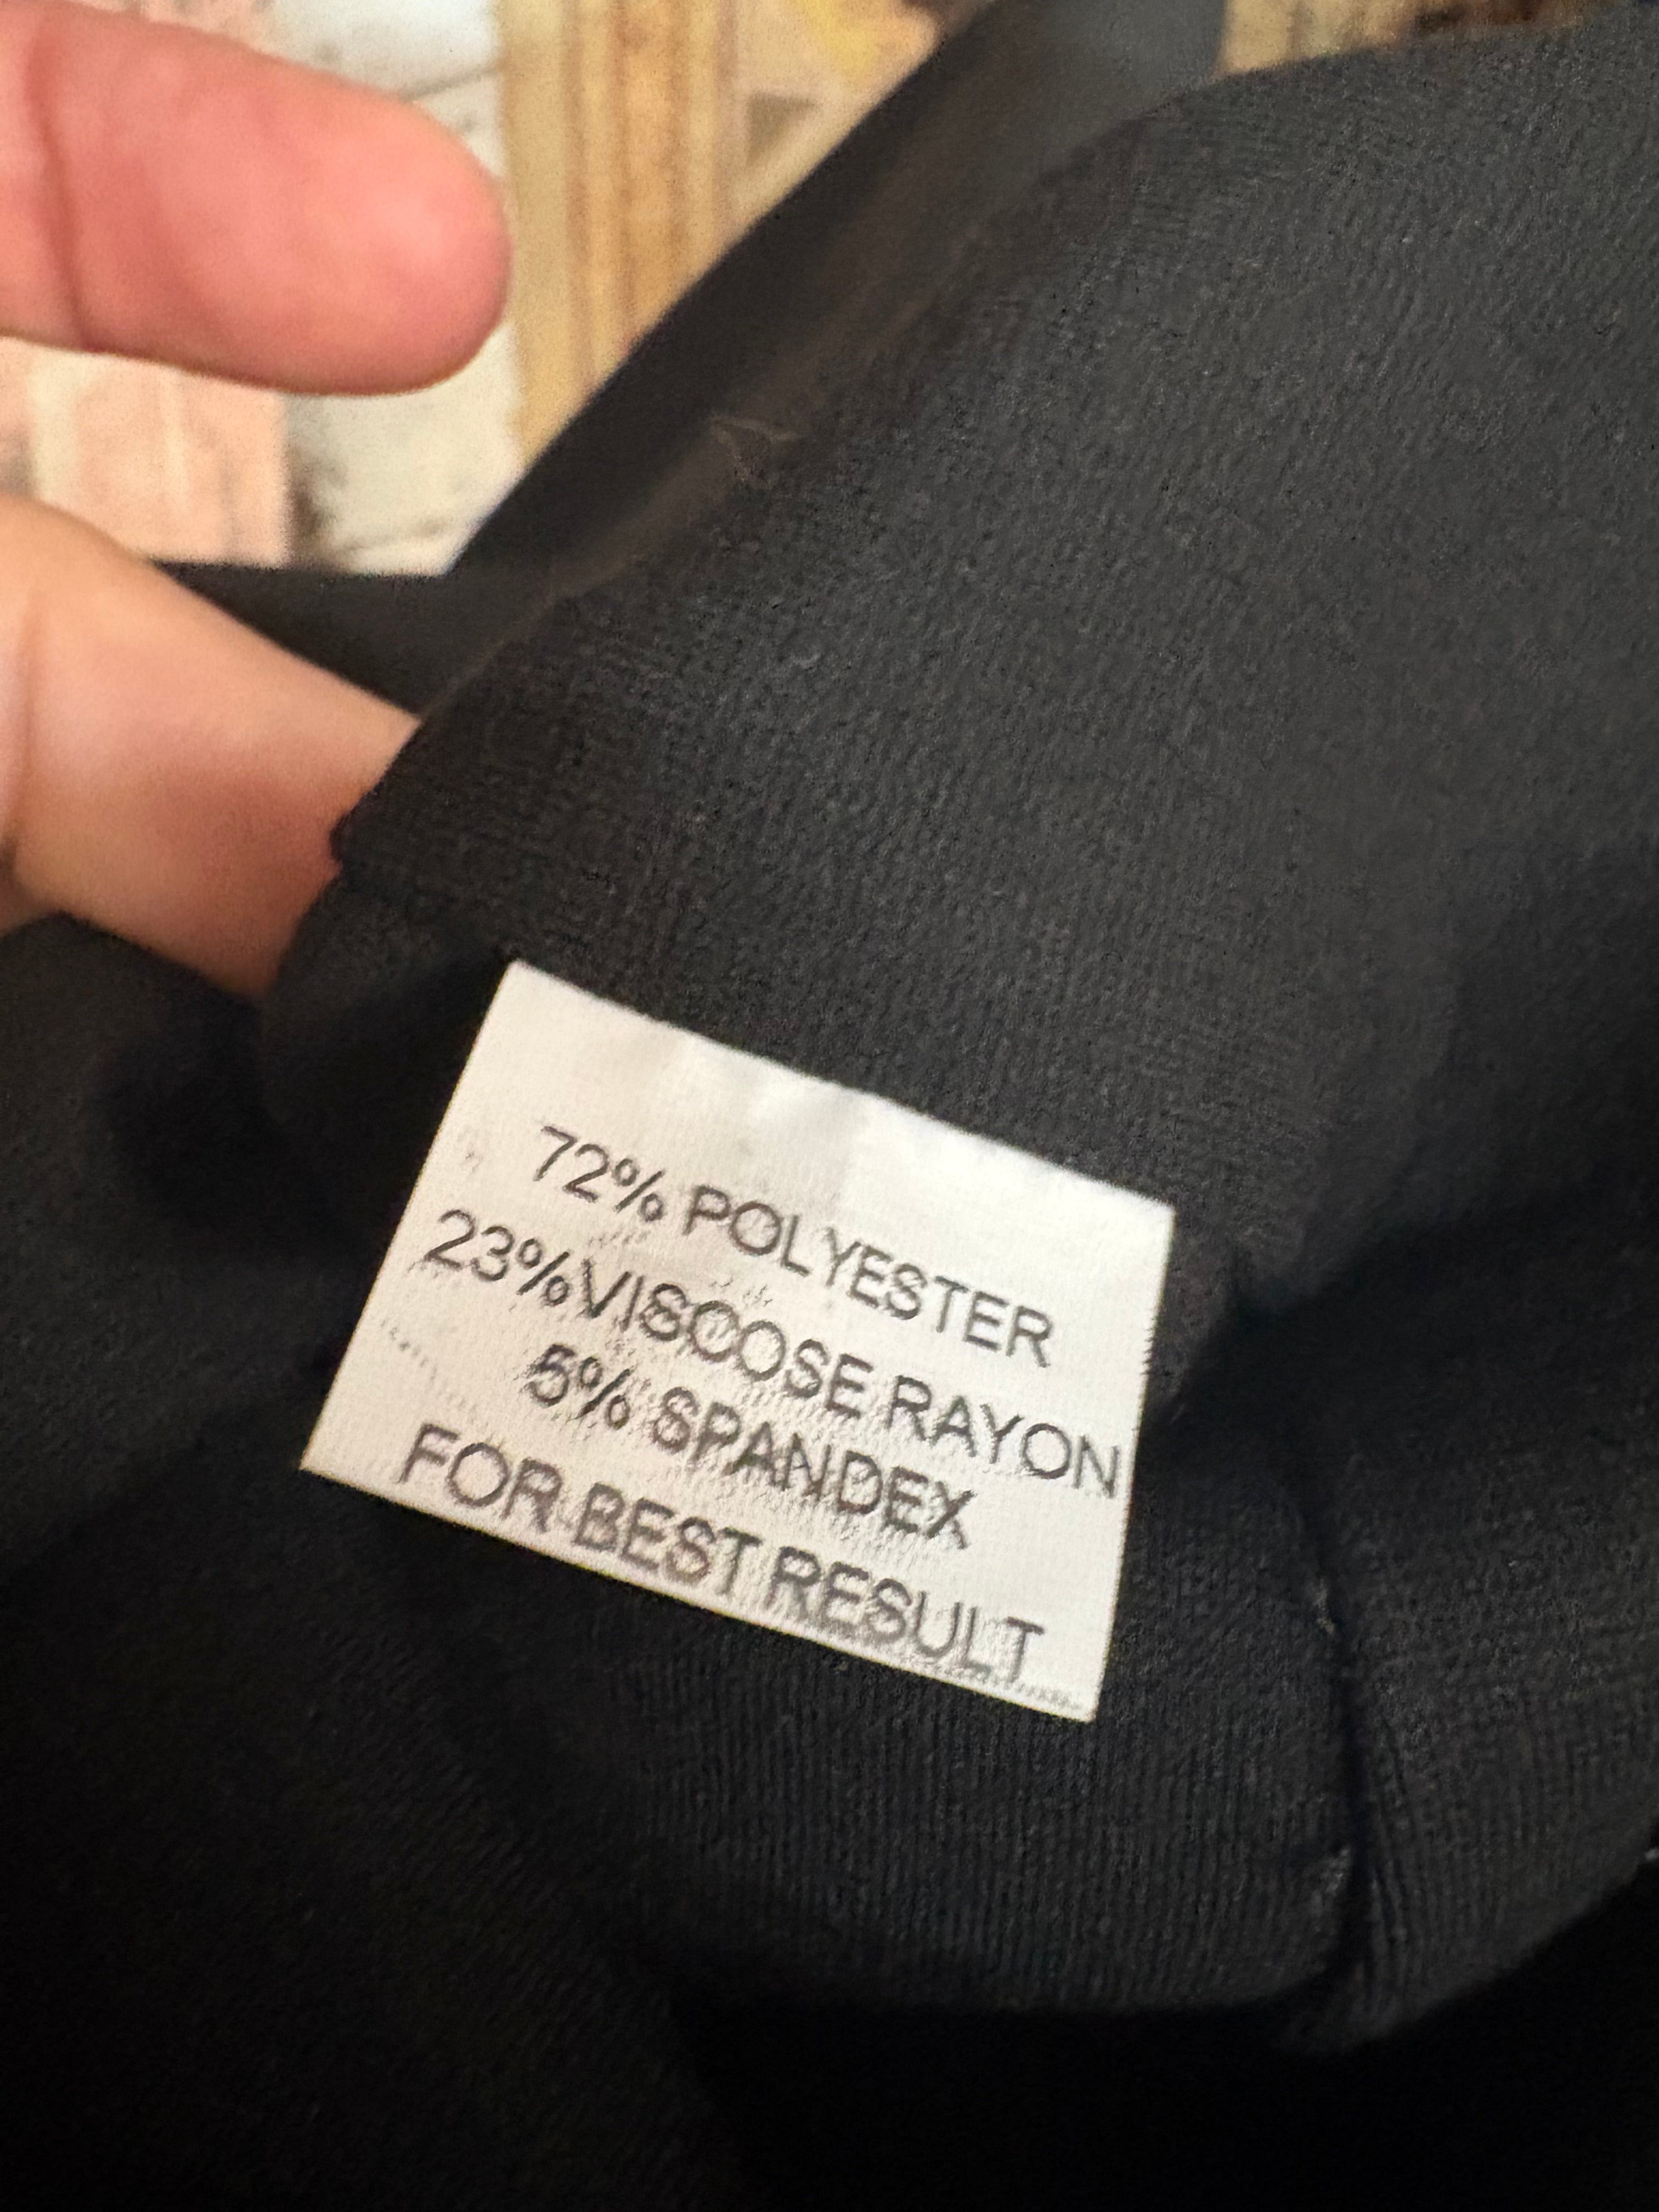 72% POLYESTER
23%VISCOSE RAYON
5% SPANDEX
FOR BEST RESULT